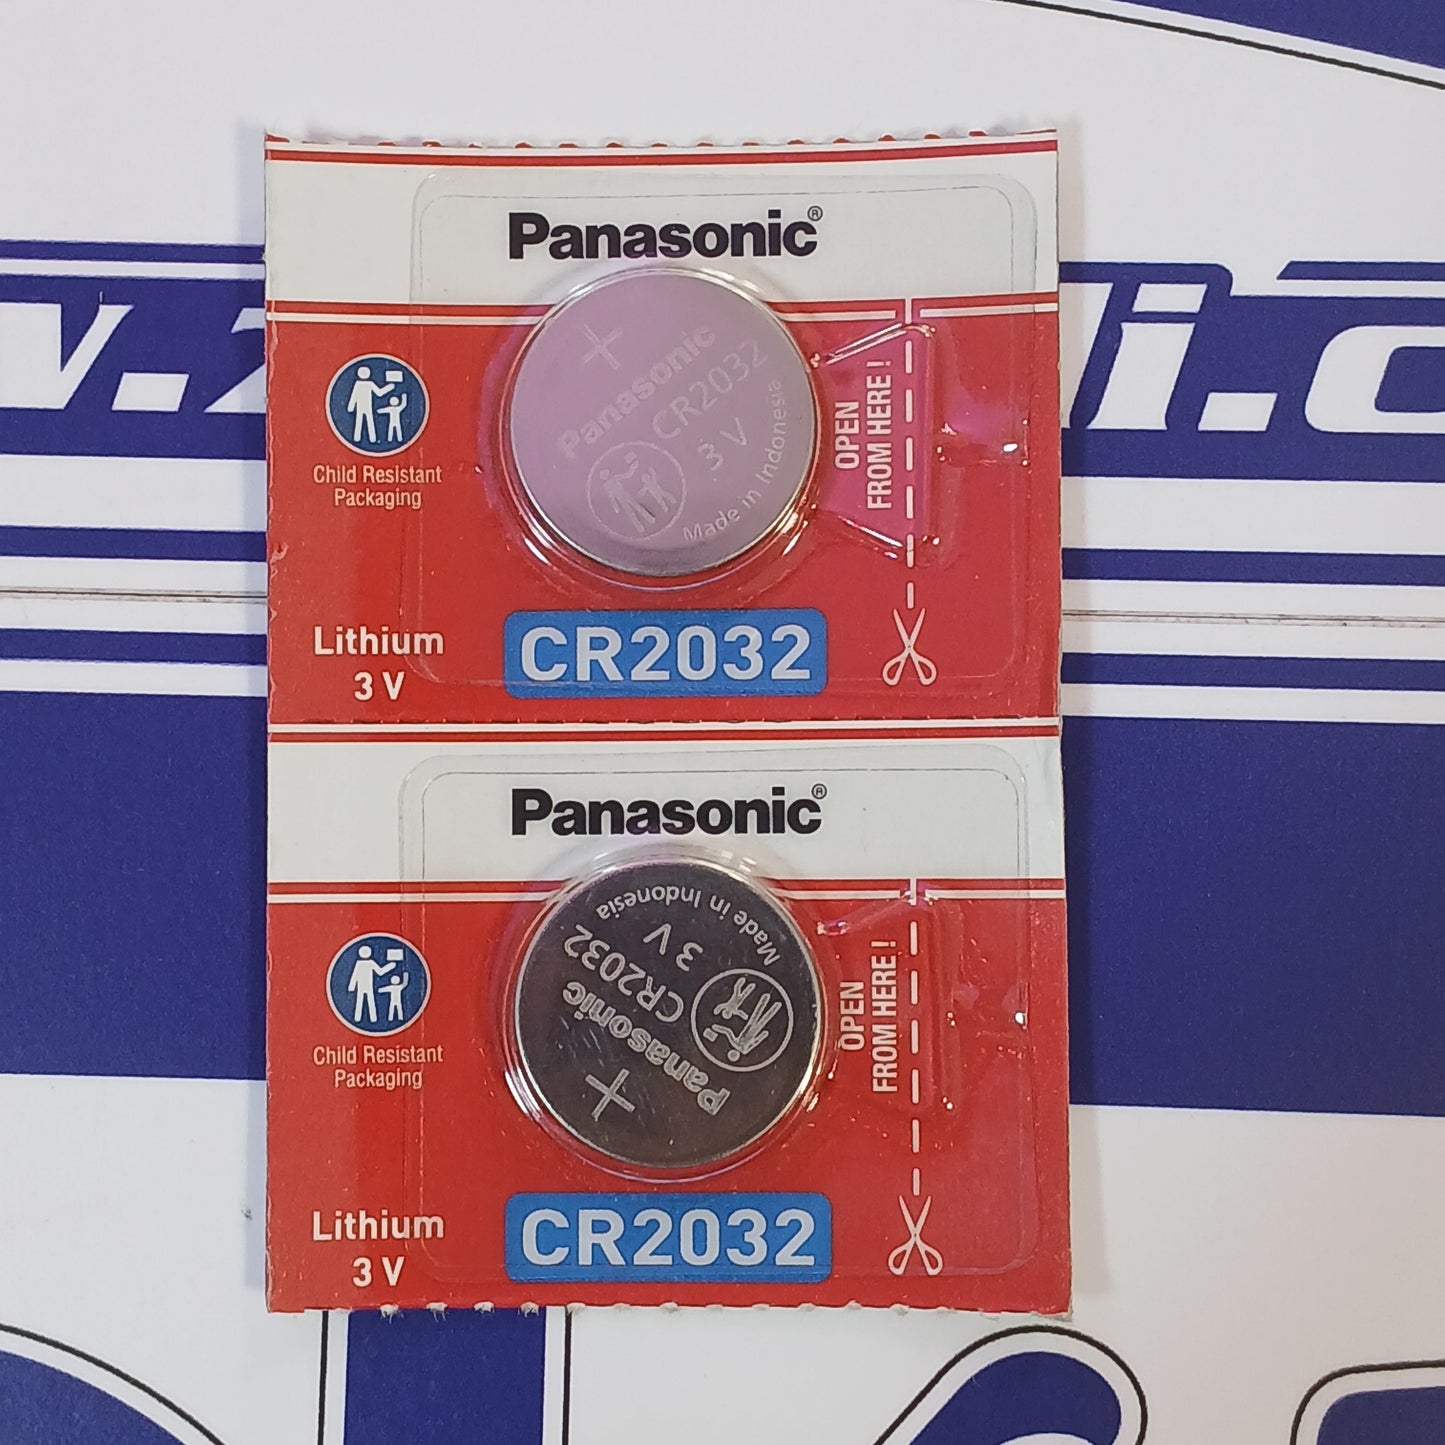 Panasonic®
+
Panasonic
CR2032
3 V
Made in Indonesia
OPEN
FROM HERE !
Child Resistant
Packaging
Lithium
3 V
CR2032
Panasonic®
Made in Indonesia
3 V
CR2032
Panasonic
+
OPEN
FROM HERE !
Child Resistant
Packaging
Lithium
3 V
CR2032